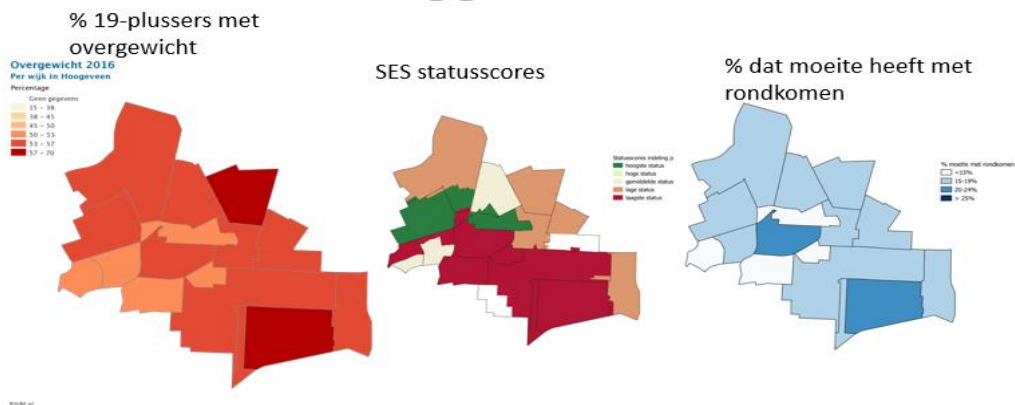 % 19-plussers met
overgewicht
Overgewicht 2016
Per wijk in Hoogeveen
Percentage
Geen gegevens
15 - 38
38 - 45
45 - 50
50 - 53
53 - 57
57 - 70
SES statusscores
Statusscores indeling p
hoogste status
hoge status
gemiddelde status
lage status
laagste status
% dat moeite heeft met
rondkomen
% moeite met rondkomen
<15%
15-19%
20-24%
> 25%